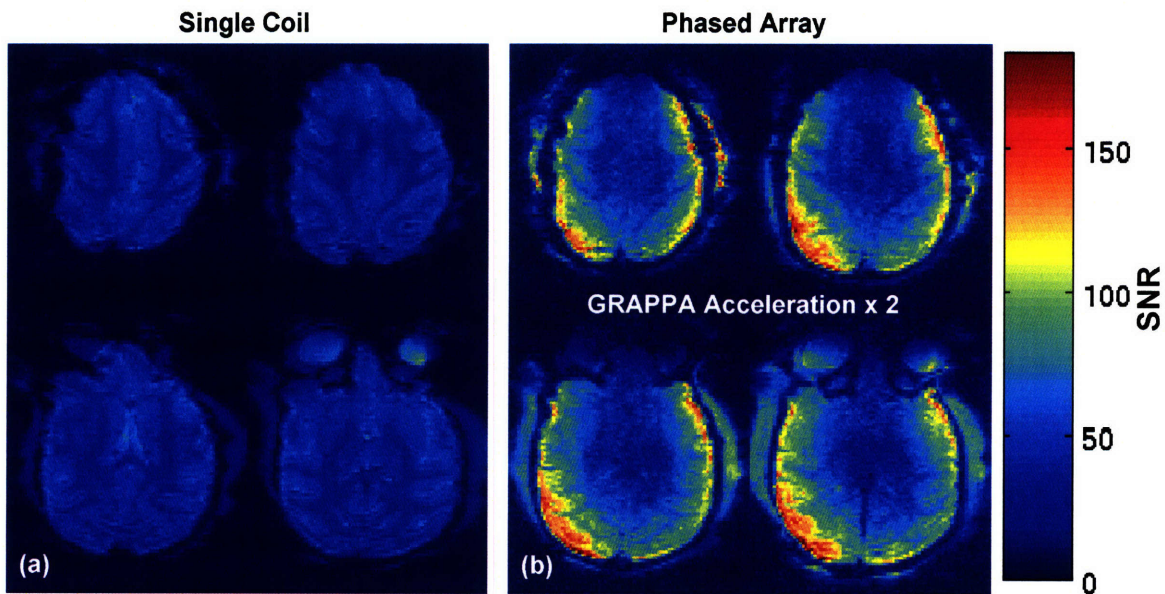 Single Coil
Phased Array
GRAPPA Acceleration x 2
(a)
(b)
150
100
50
0
SNR